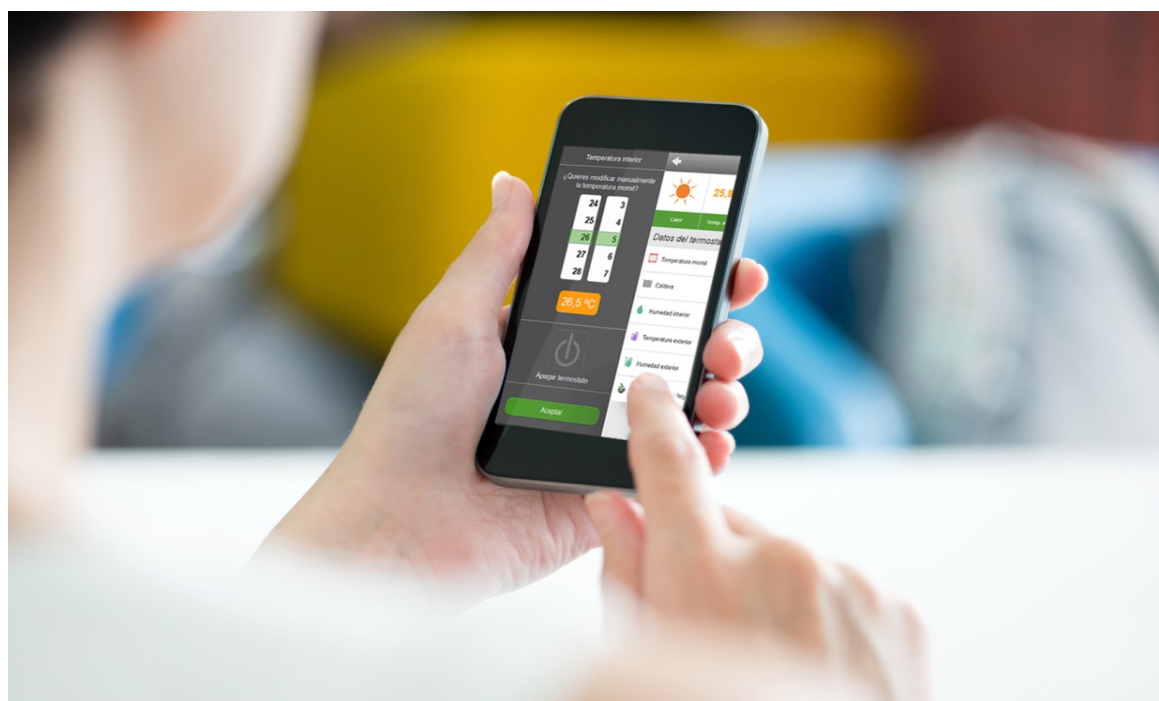 Temperatura interior
¿Quieres modificar manualmente
la temperatura momit?
24 3
25 4
26 5
27 6
28 7
26,5 ºC
Apagar termostato
Aceptar
25,8
Calor
Temp.
Datos del termosta
Temperatura momit
Caldera
Humedad interior
Temperatura exterior
Humedad exterior